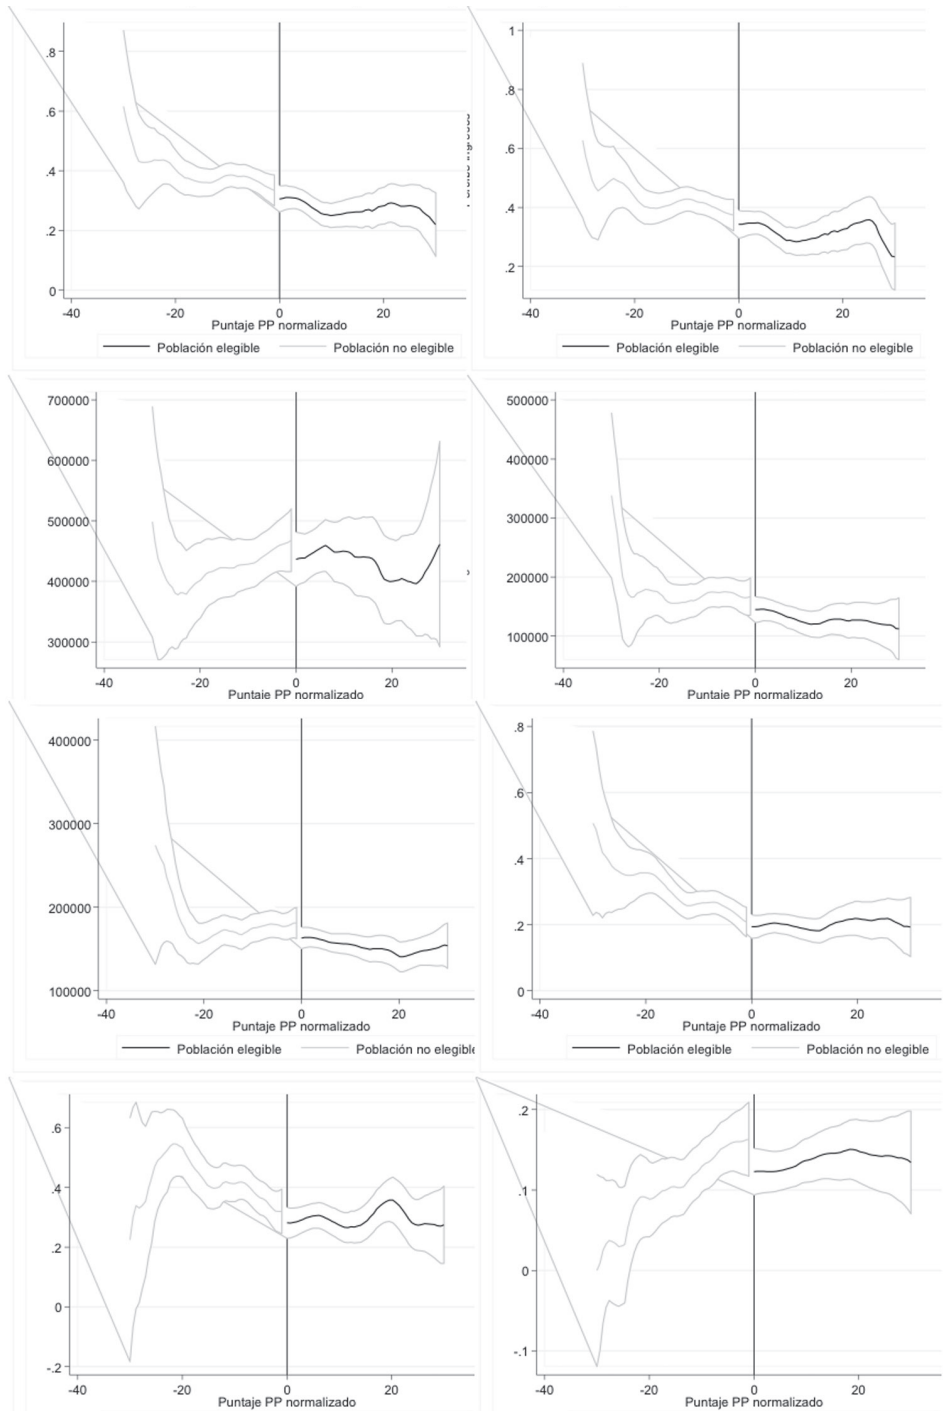 .8
.6
.4
.2
0
-40 -20 0 20
Puntaje PP normalizado
Población elegible Población no elegible
1
.8
.6
.4
.2
-40 -20 0 20
Puntaje PP normalizado
Población elegible Población no elegible
700000
600000
500000
400000
300000
-40 -20 0 20
Puntaje PP normalizado
500000
400000
300000
200000
100000
-40 -20 0 20
Puntaje PP normalizado
400000
300000
200000
100000
-40 -20 0 20
Puntaje PP normalizado
Población elegible Población no elegible
.8
.6
.4
.2
0
-40 -20 0 20
Puntaje PP normalizado
Población elegible Población no elegible
.6
.4
.2
0
-.2
-40 -20 0 20
Puntaje PP normalizado
.2
.1
0
-.1
-40 -20 0 20
Puntaje PP normalizado